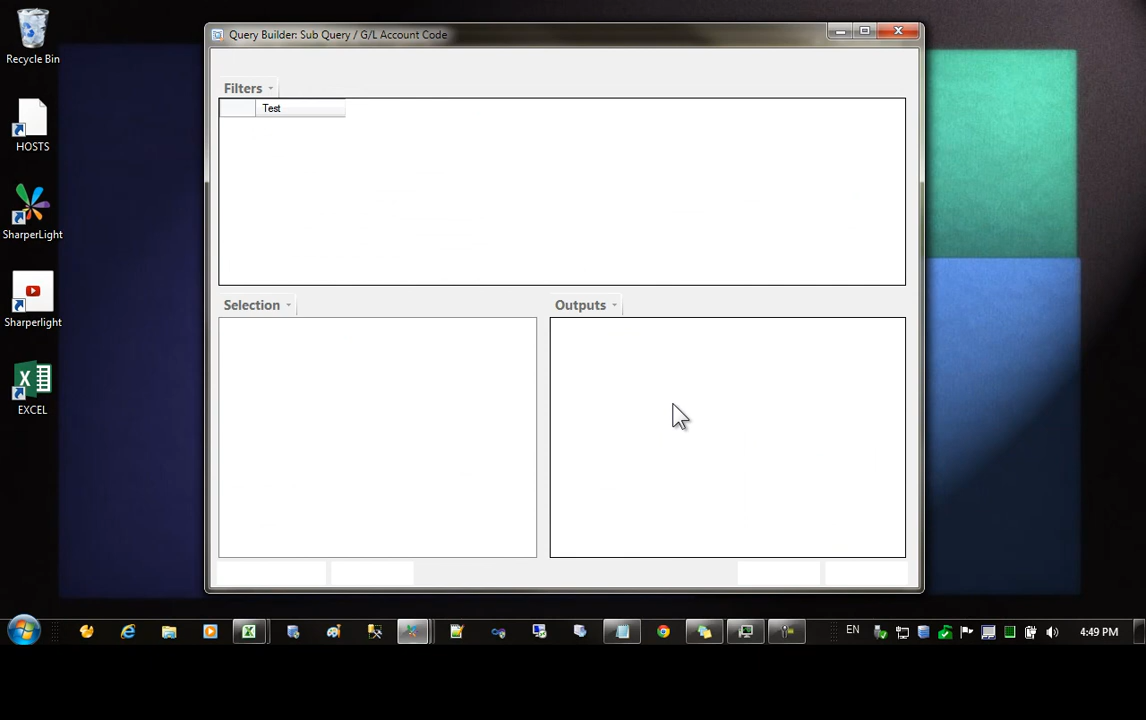 Recycle Bin
HOSTS
SharperLight
Sharperlight
EXCEL
Query Builder: Sub Query / G/L Account Code
Filters
Test
Selection
Outputs
EN
4:49 PM